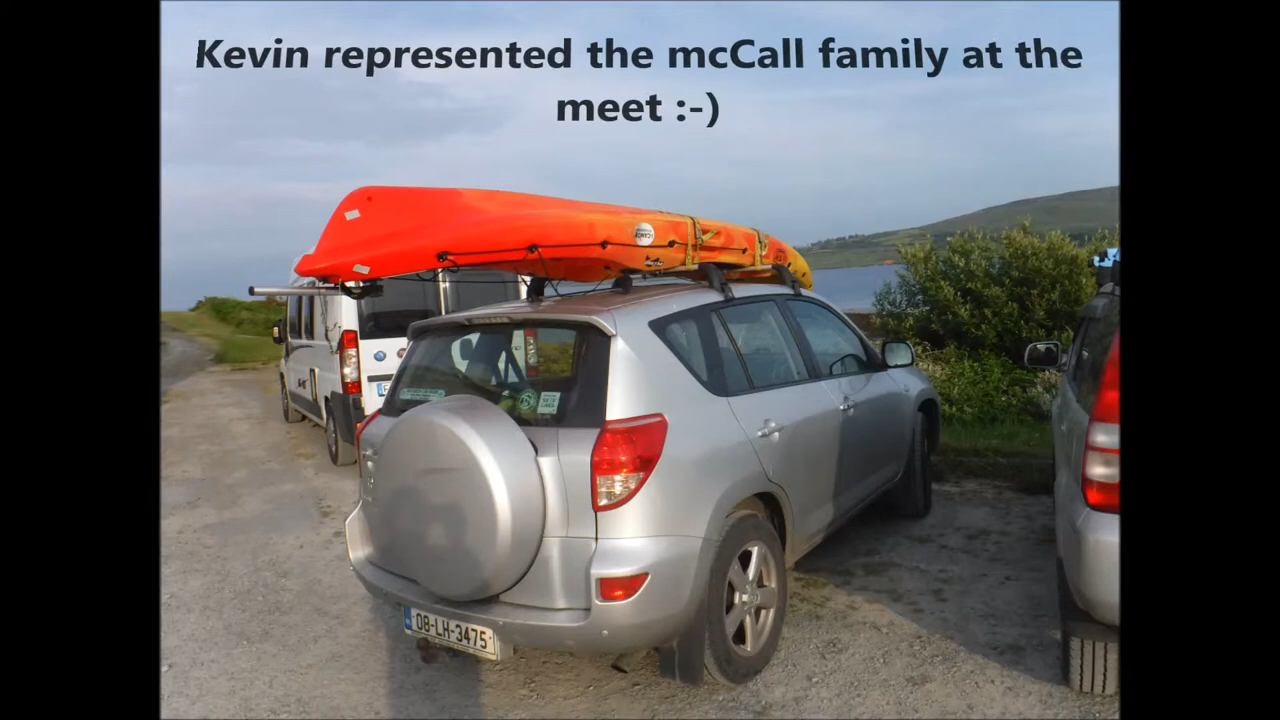 Kevin represented the mcCall family at the
meet :-)
08-LH-3475